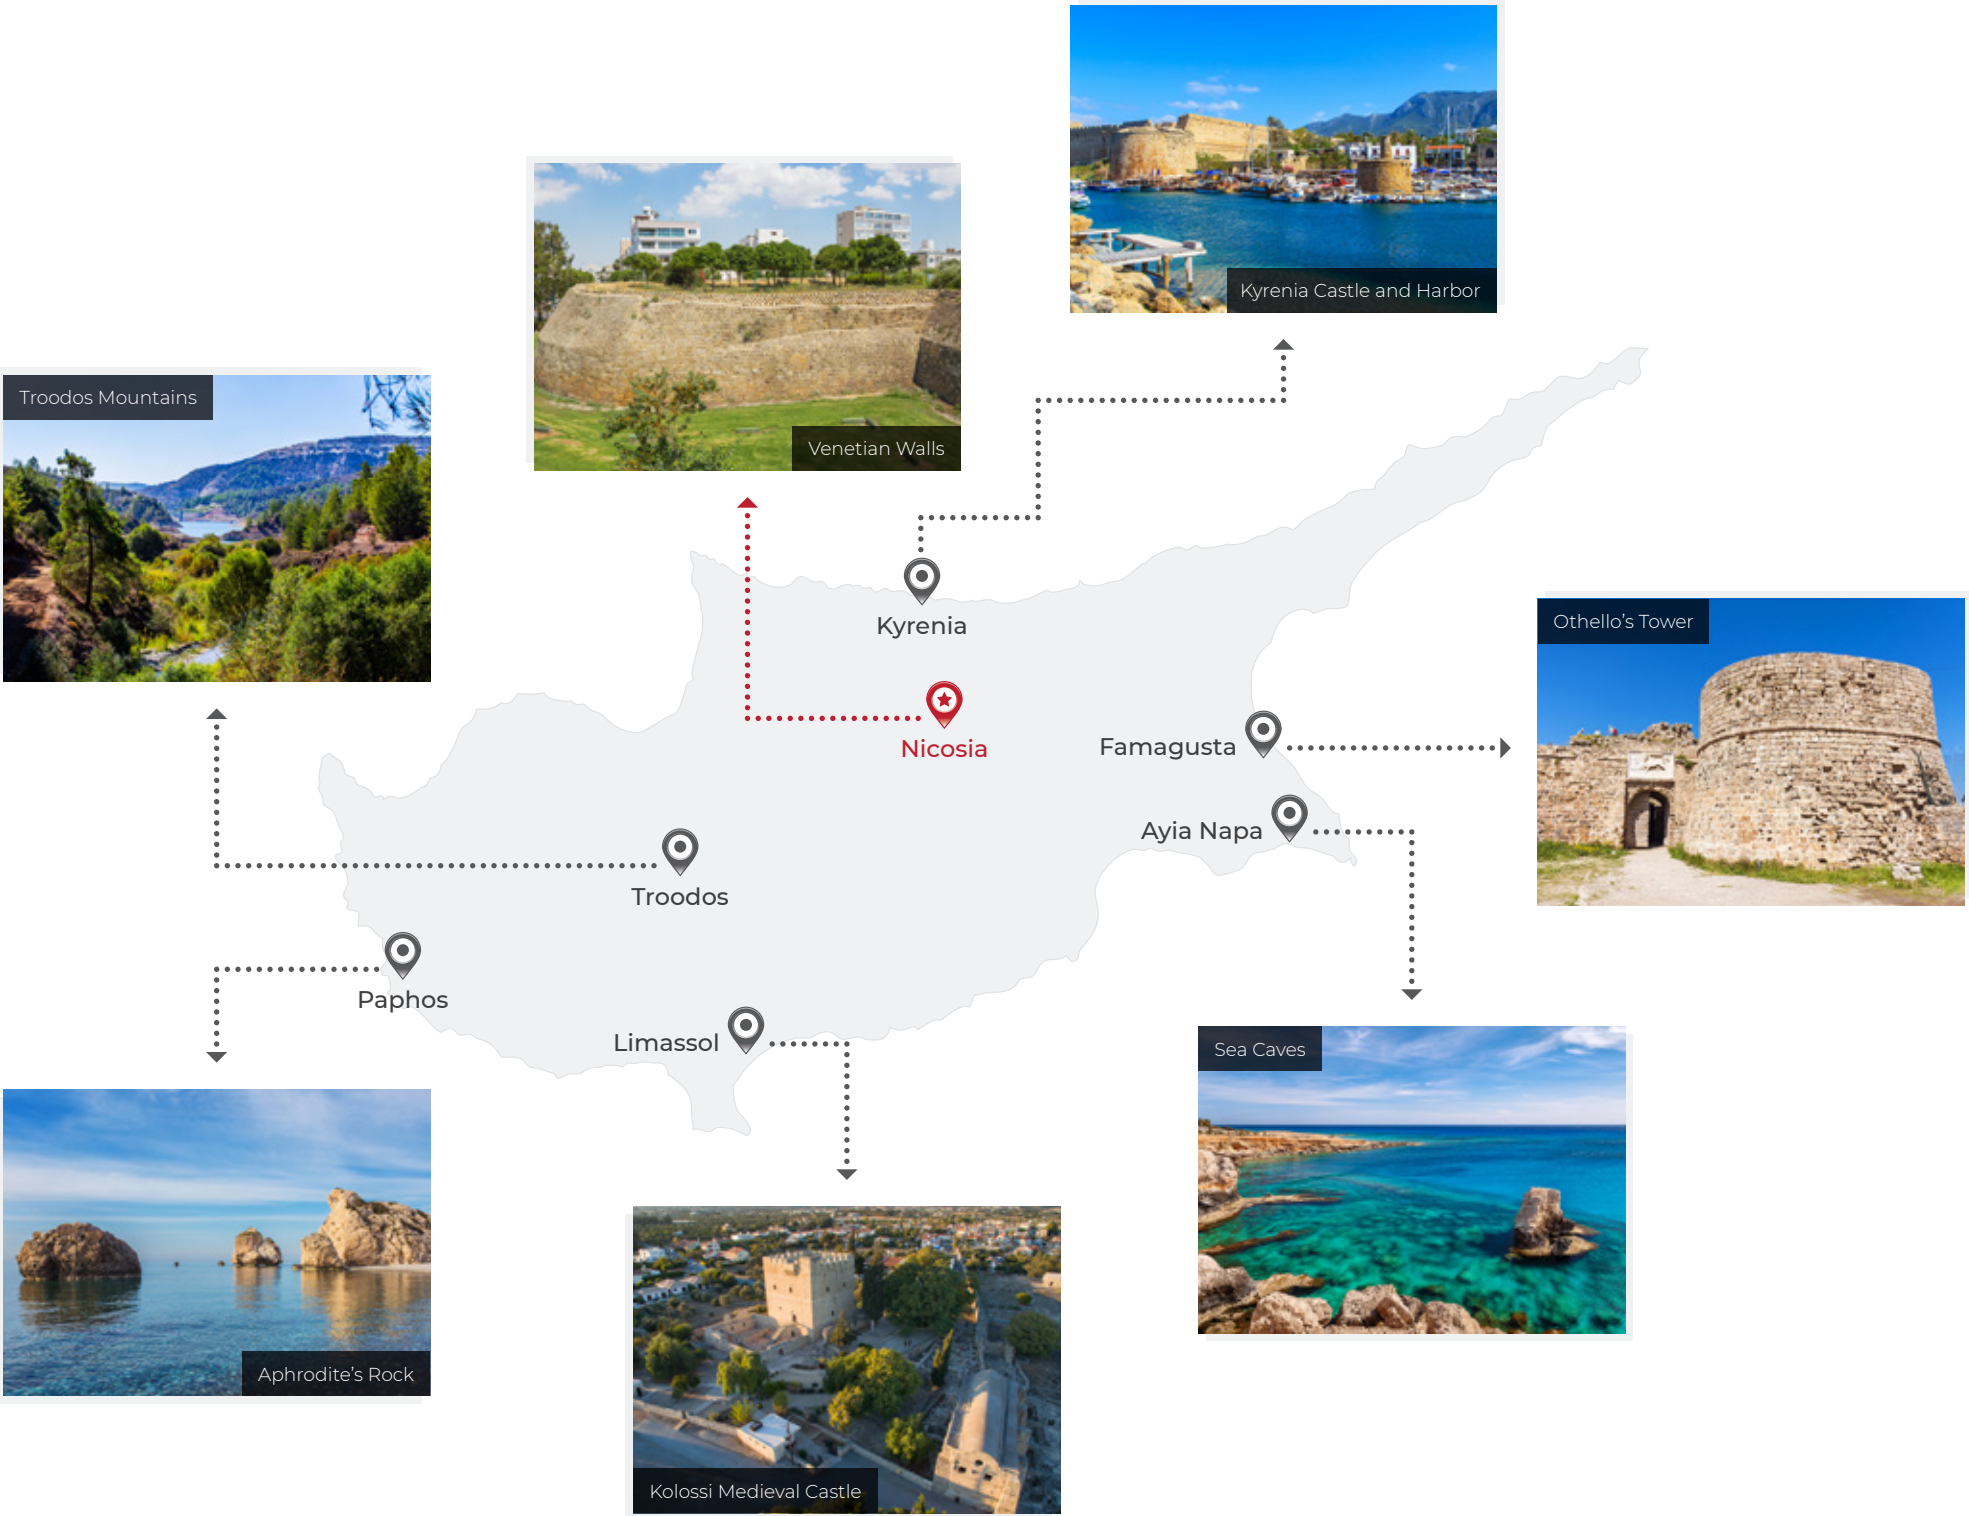 Kyrenia Castle and Harbor
Venetian Walls
Troodos Mountains
Kyrenia
Othello’s Tower
Nicosia
Famagusta
Ayia Napa
Troodos
Paphos
Limassol
Sea Caves
Aphrodite’s Rock
Kolossi Medieval Castle